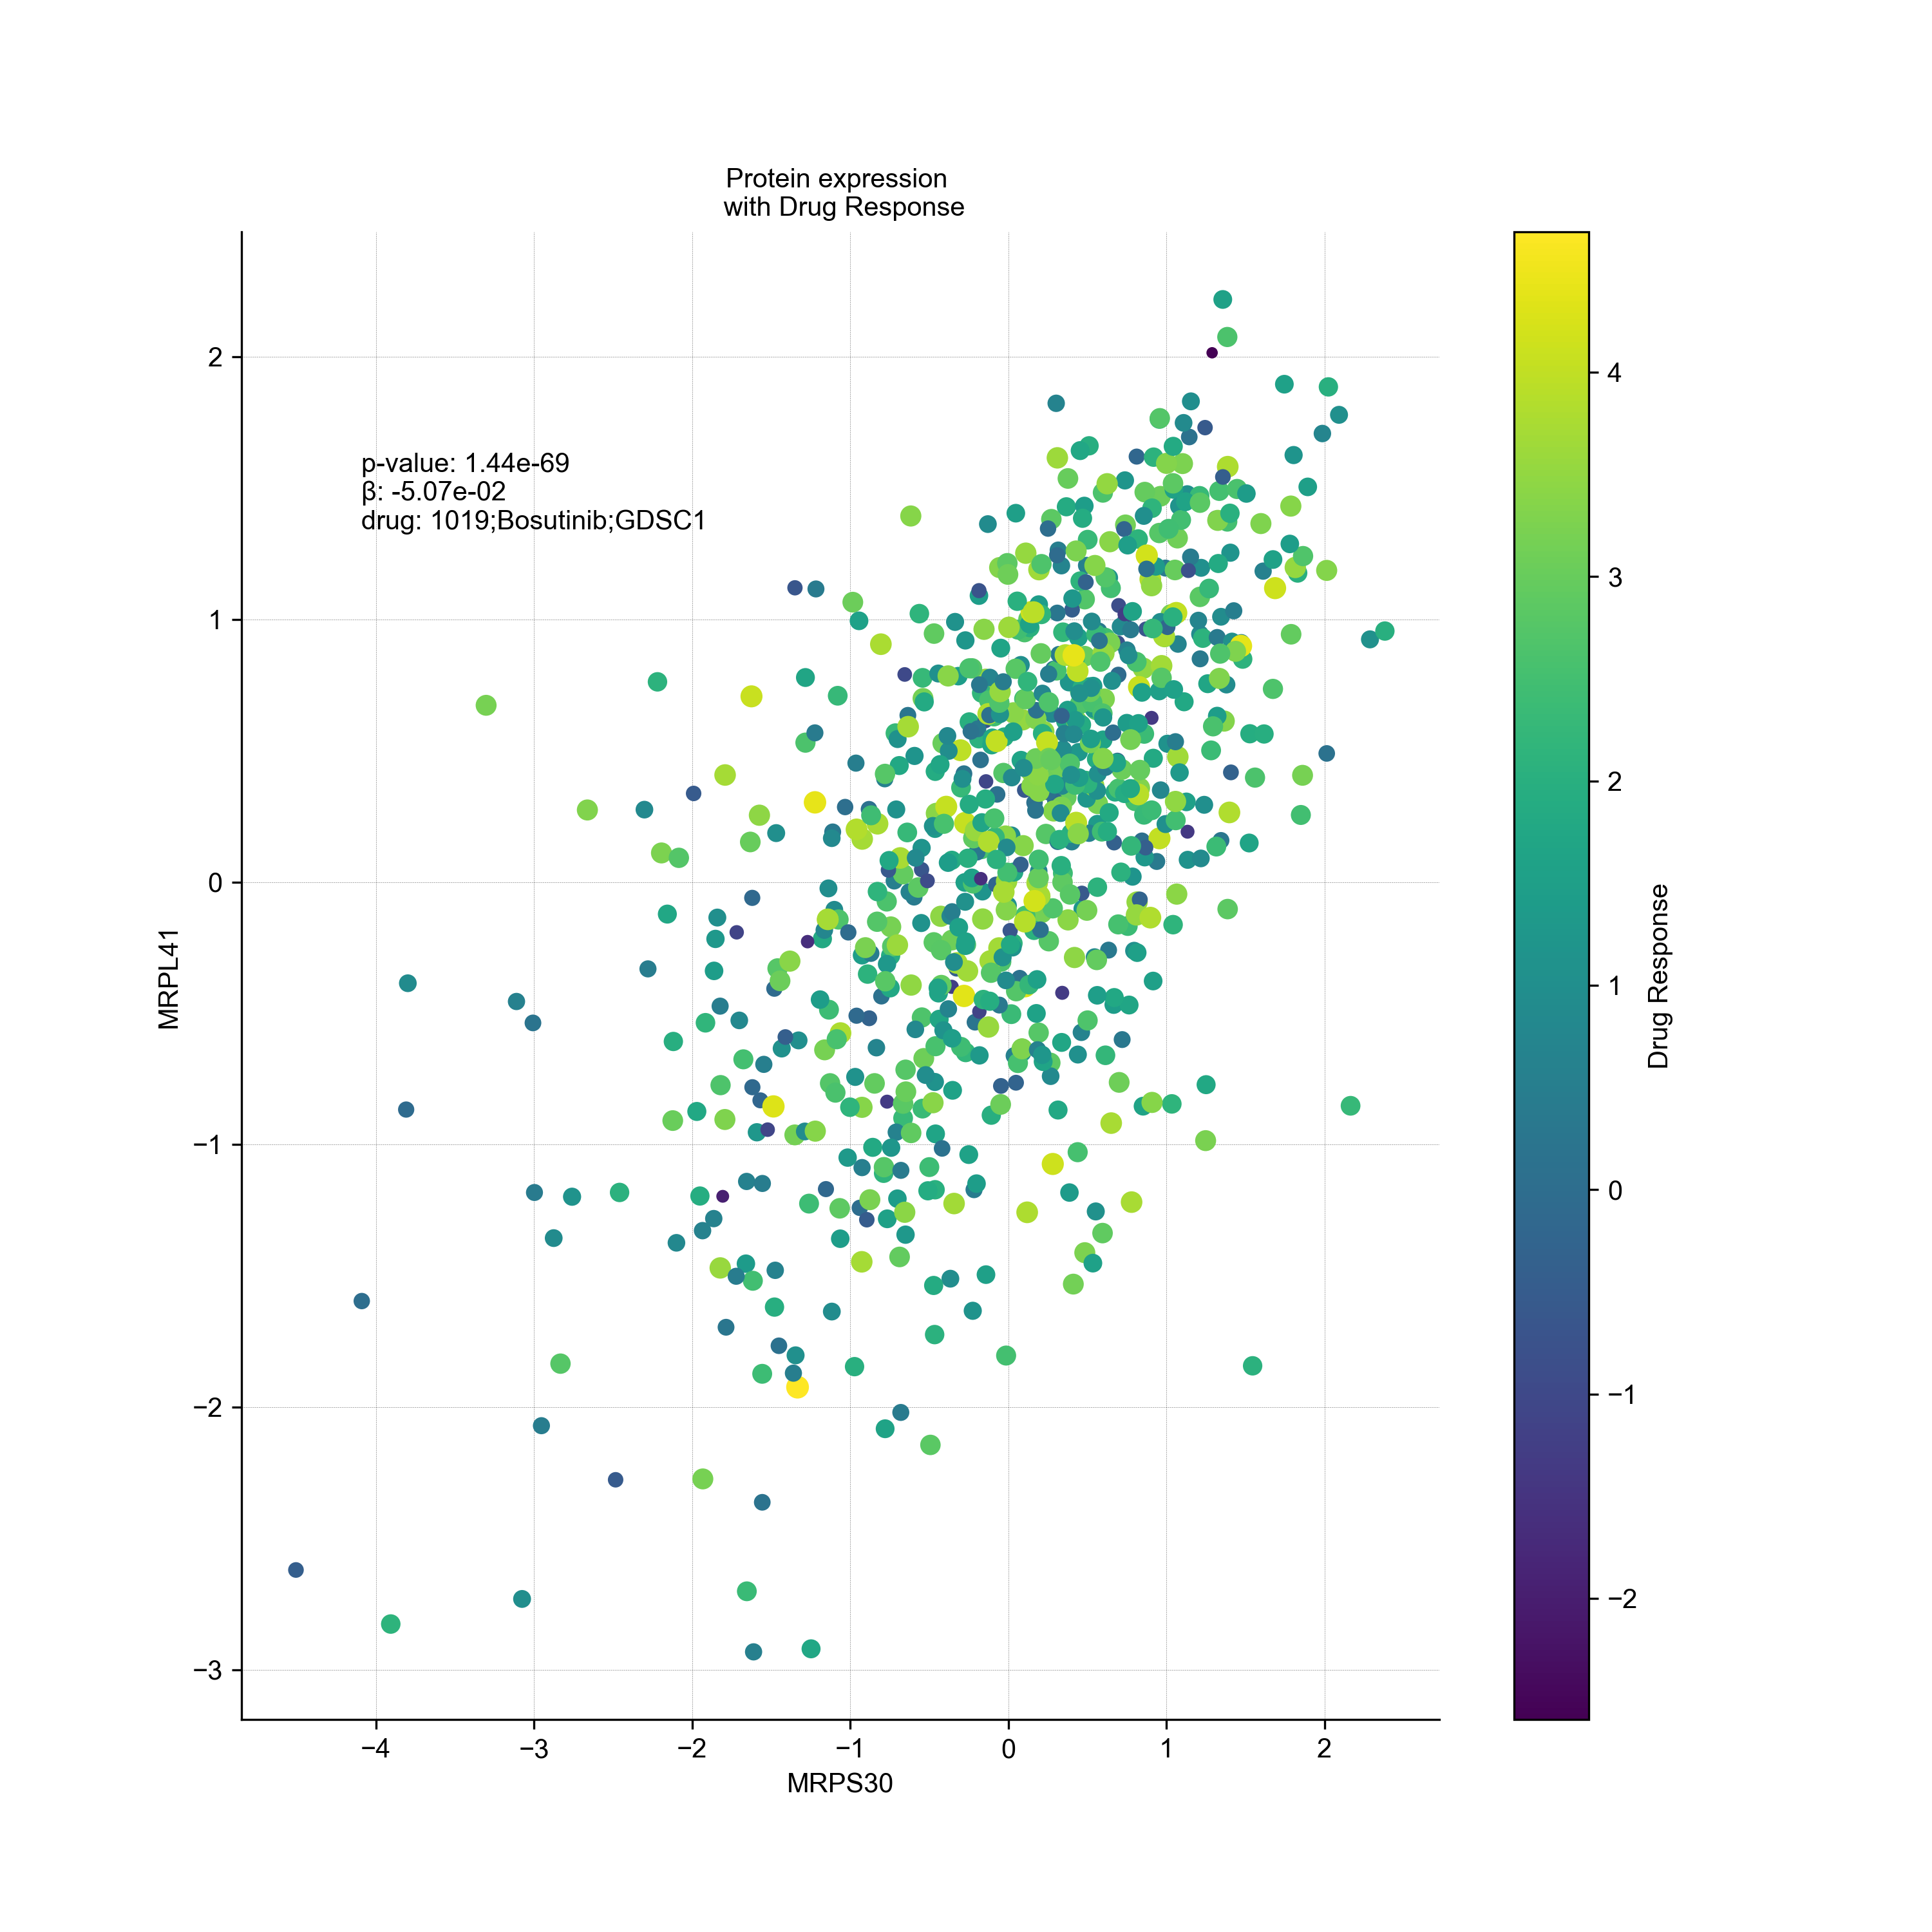 Protein expression
with Drug Response
p-value: 1.44e-69
β: -5.07e-02
drug: 1019;Bosutinib;GDSC1
MRPL41
2
1
0
−1
−2
−3
−4
−3
−2
−1
0
1
2
MRPS30
4
3
2
1
0
−1
−2
Drug Response